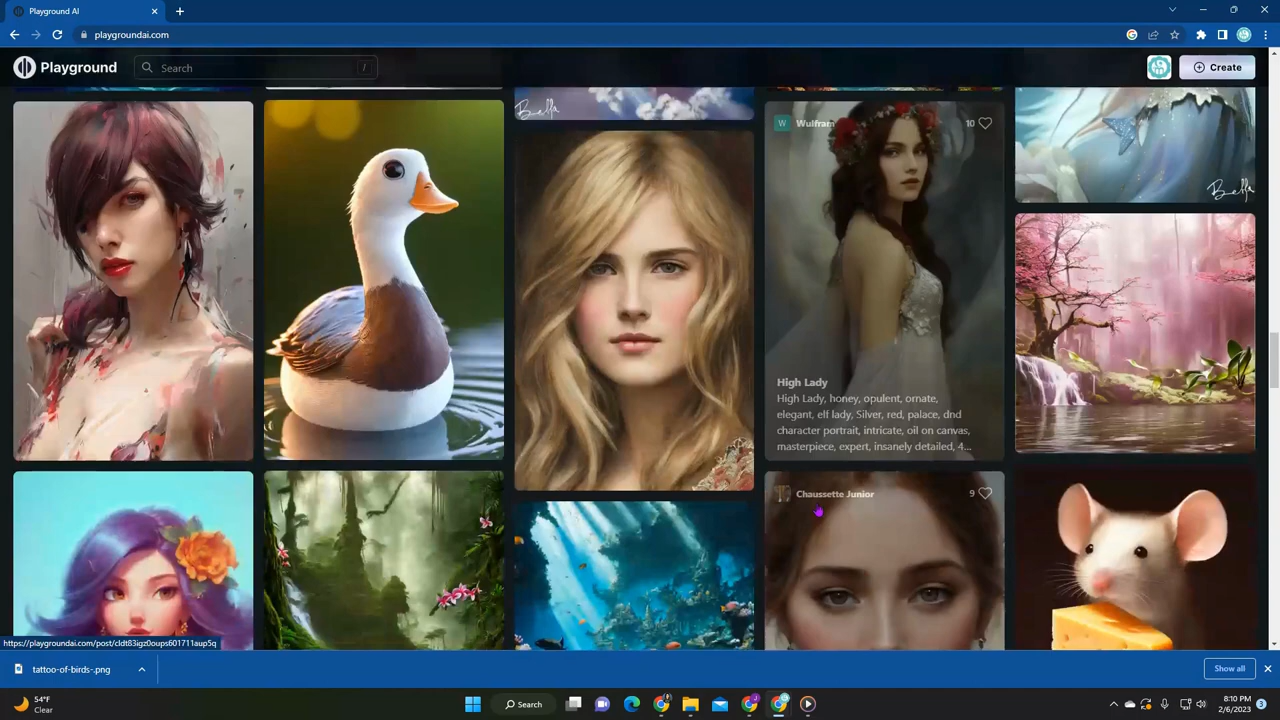 Playground AI
playgroundai.com
Playground
Search
/
Create
Bella
W
Wulfram
10
Bella
High Lady
High Lady, honey, opulent, ornate,
elegant, elf lady, Silver, red, palace, dnd
character portrait, intricate, oil on canvas,
masterpiece, expert, insanely detailed, 4...
Chaussette Junior
9
https://playgroundai.com/post/cldt83igz0oups601711aup5q
tattoo-of-birds-.png
Show all
54°F
Clear
Search
8:10 PM
2/6/2023
3